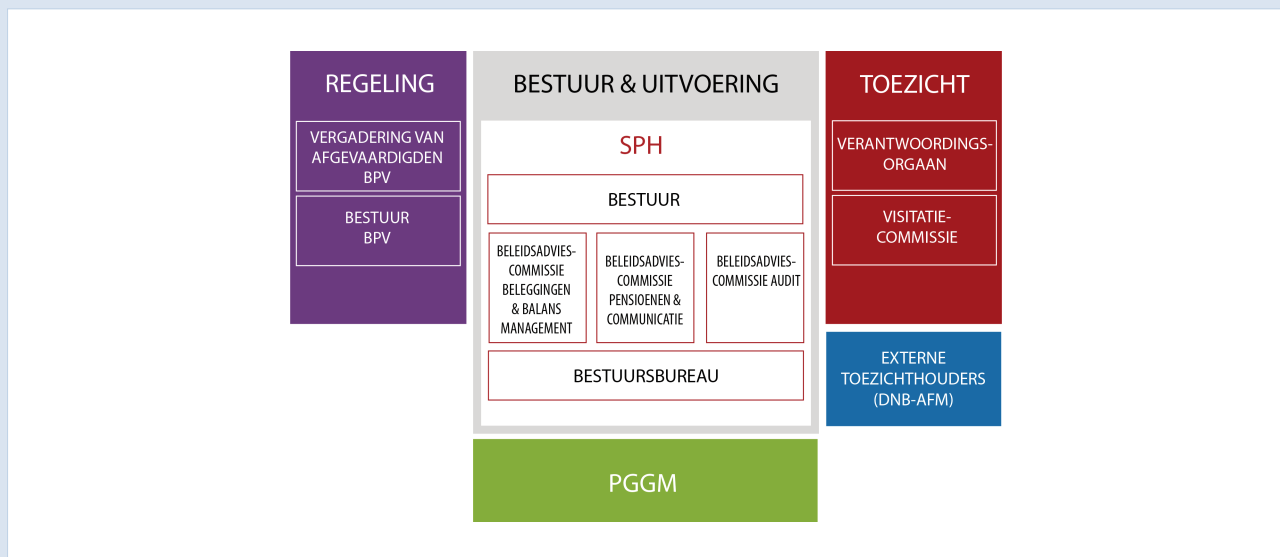 REGELING
VERGADERING VAN
AFGEVAARDIGDEN
BPV
BESTUUR
BPV
BESTUUR & UITVOERING
SPH
BESTUUR
BELEIDSADVIES-
COMMISSIE
BELEGGINGEN
& BALANS
MANAGEMENT
BELEIDSADVIES-
COMMISSIE
PENSIOENEN &
COMMUNICATIE
BELEIDSADVIES-
COMMISSIE AUDIT
BESTUURSBUREAU
PGGM
TOEZICHT
VERANTWOORDINGS-
ORGAAN
VISITATIE-
COMMISSIE
EXTERNE
TOEZICHTHOUDERS
(DNB-AFM)